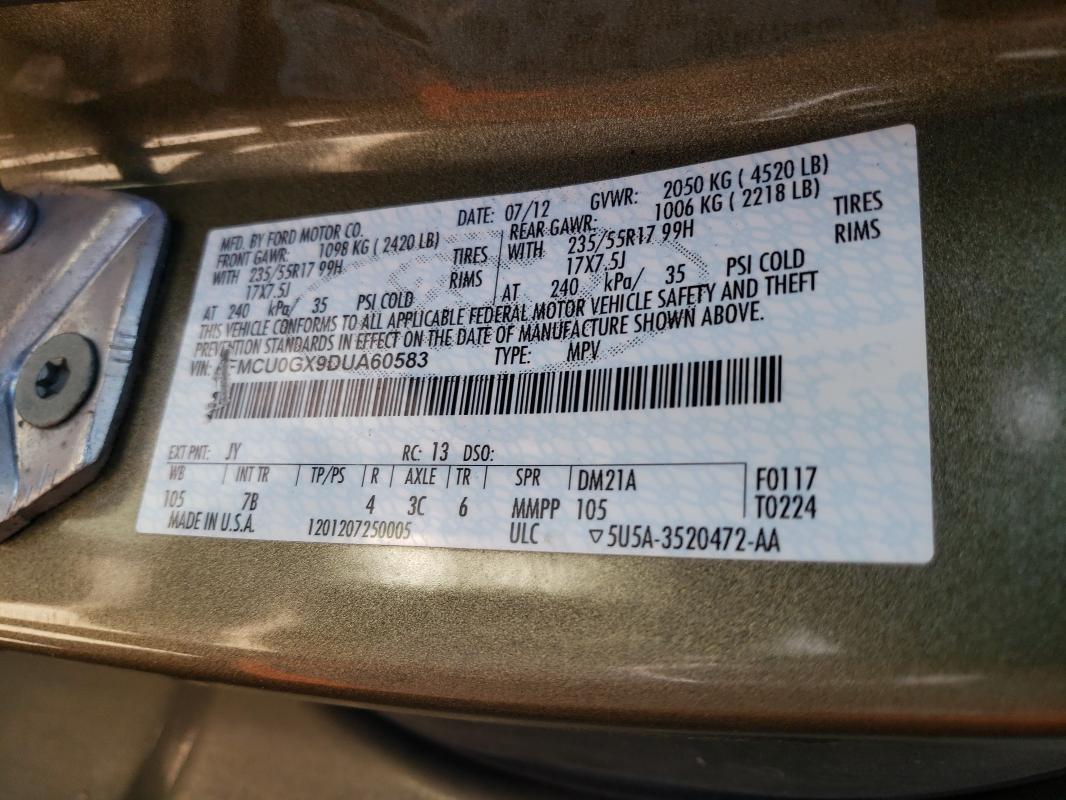 MFD. BY FORD MOTOR CO. DATE: 07/12 GVWR: 2050 KG ( 4520 LB)
FRONT GAWR: 1098 KG ( 2420 LB) REAR GAWR: 1006 KG ( 2218 LB)
WITH 235/55R17 99H TIRES WITH 235/55R17 99H TIRES
17X7.5J RIMS 17X7.5J RIMS
AT 240 kPa/ 35 PSI COLD AT 240 kPa/ 35 PSI COLD
THIS VEHICLE CONFORMS TO ALL APPLICABLE FEDERAL MOTOR VEHICLE SAFETY AND THEFT
PREVENTION STANDARDS IN EFFECT ON THE DATE OF MANUFACTURE SHOWN ABOVE.
VIN: FMCU0GX9DUA60583 TYPE: MPV
EXT PNT: JY RC: 13 DSO:
WB INT TR TP/PS R AXLE TR SPR DM21A F0117
105 7B 4 3C 6 MMPP 105 T0224
MADE IN U.S.A. 1201207250005 ULC ▽5U5A-3520472-AA